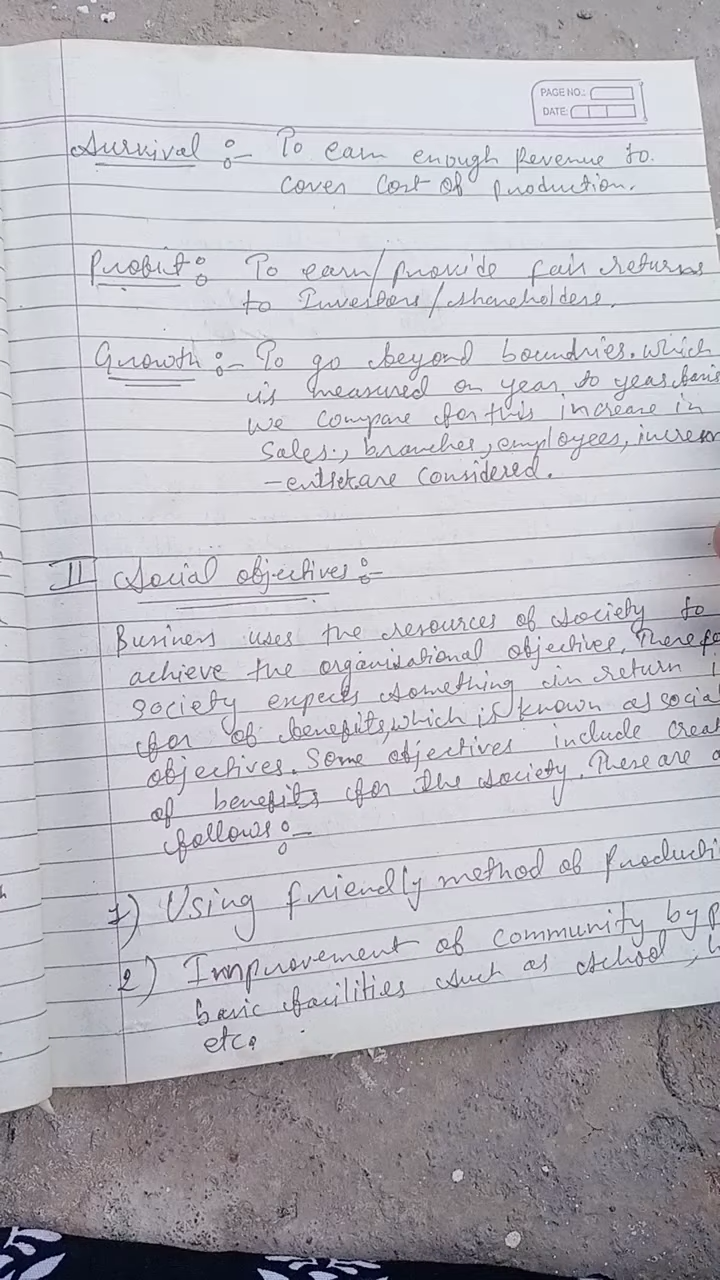 PAGE NO.:
DATE:
Survival :- To earn enough Revenue to
cover Cost of production.
Profit : To earn/provide fair returns
to Investors/shareholders.
Growth :- To go beyond boundries. which
is measured on year to year basis
we compare for this increase in
Sales., branches, employees, increm
-ent are considered.
II Social objectives :-
Business uses the resources of society to
achieve the organisational objectives. Therefo
society expects something in return i
for of benefits, which is known as social
objectives. Some objectives include creat
of benefits for the society. These are a
follows :-
1) Using friendly method of producti
2) Improvement of community by p
basic facilities such as school, h
etc.